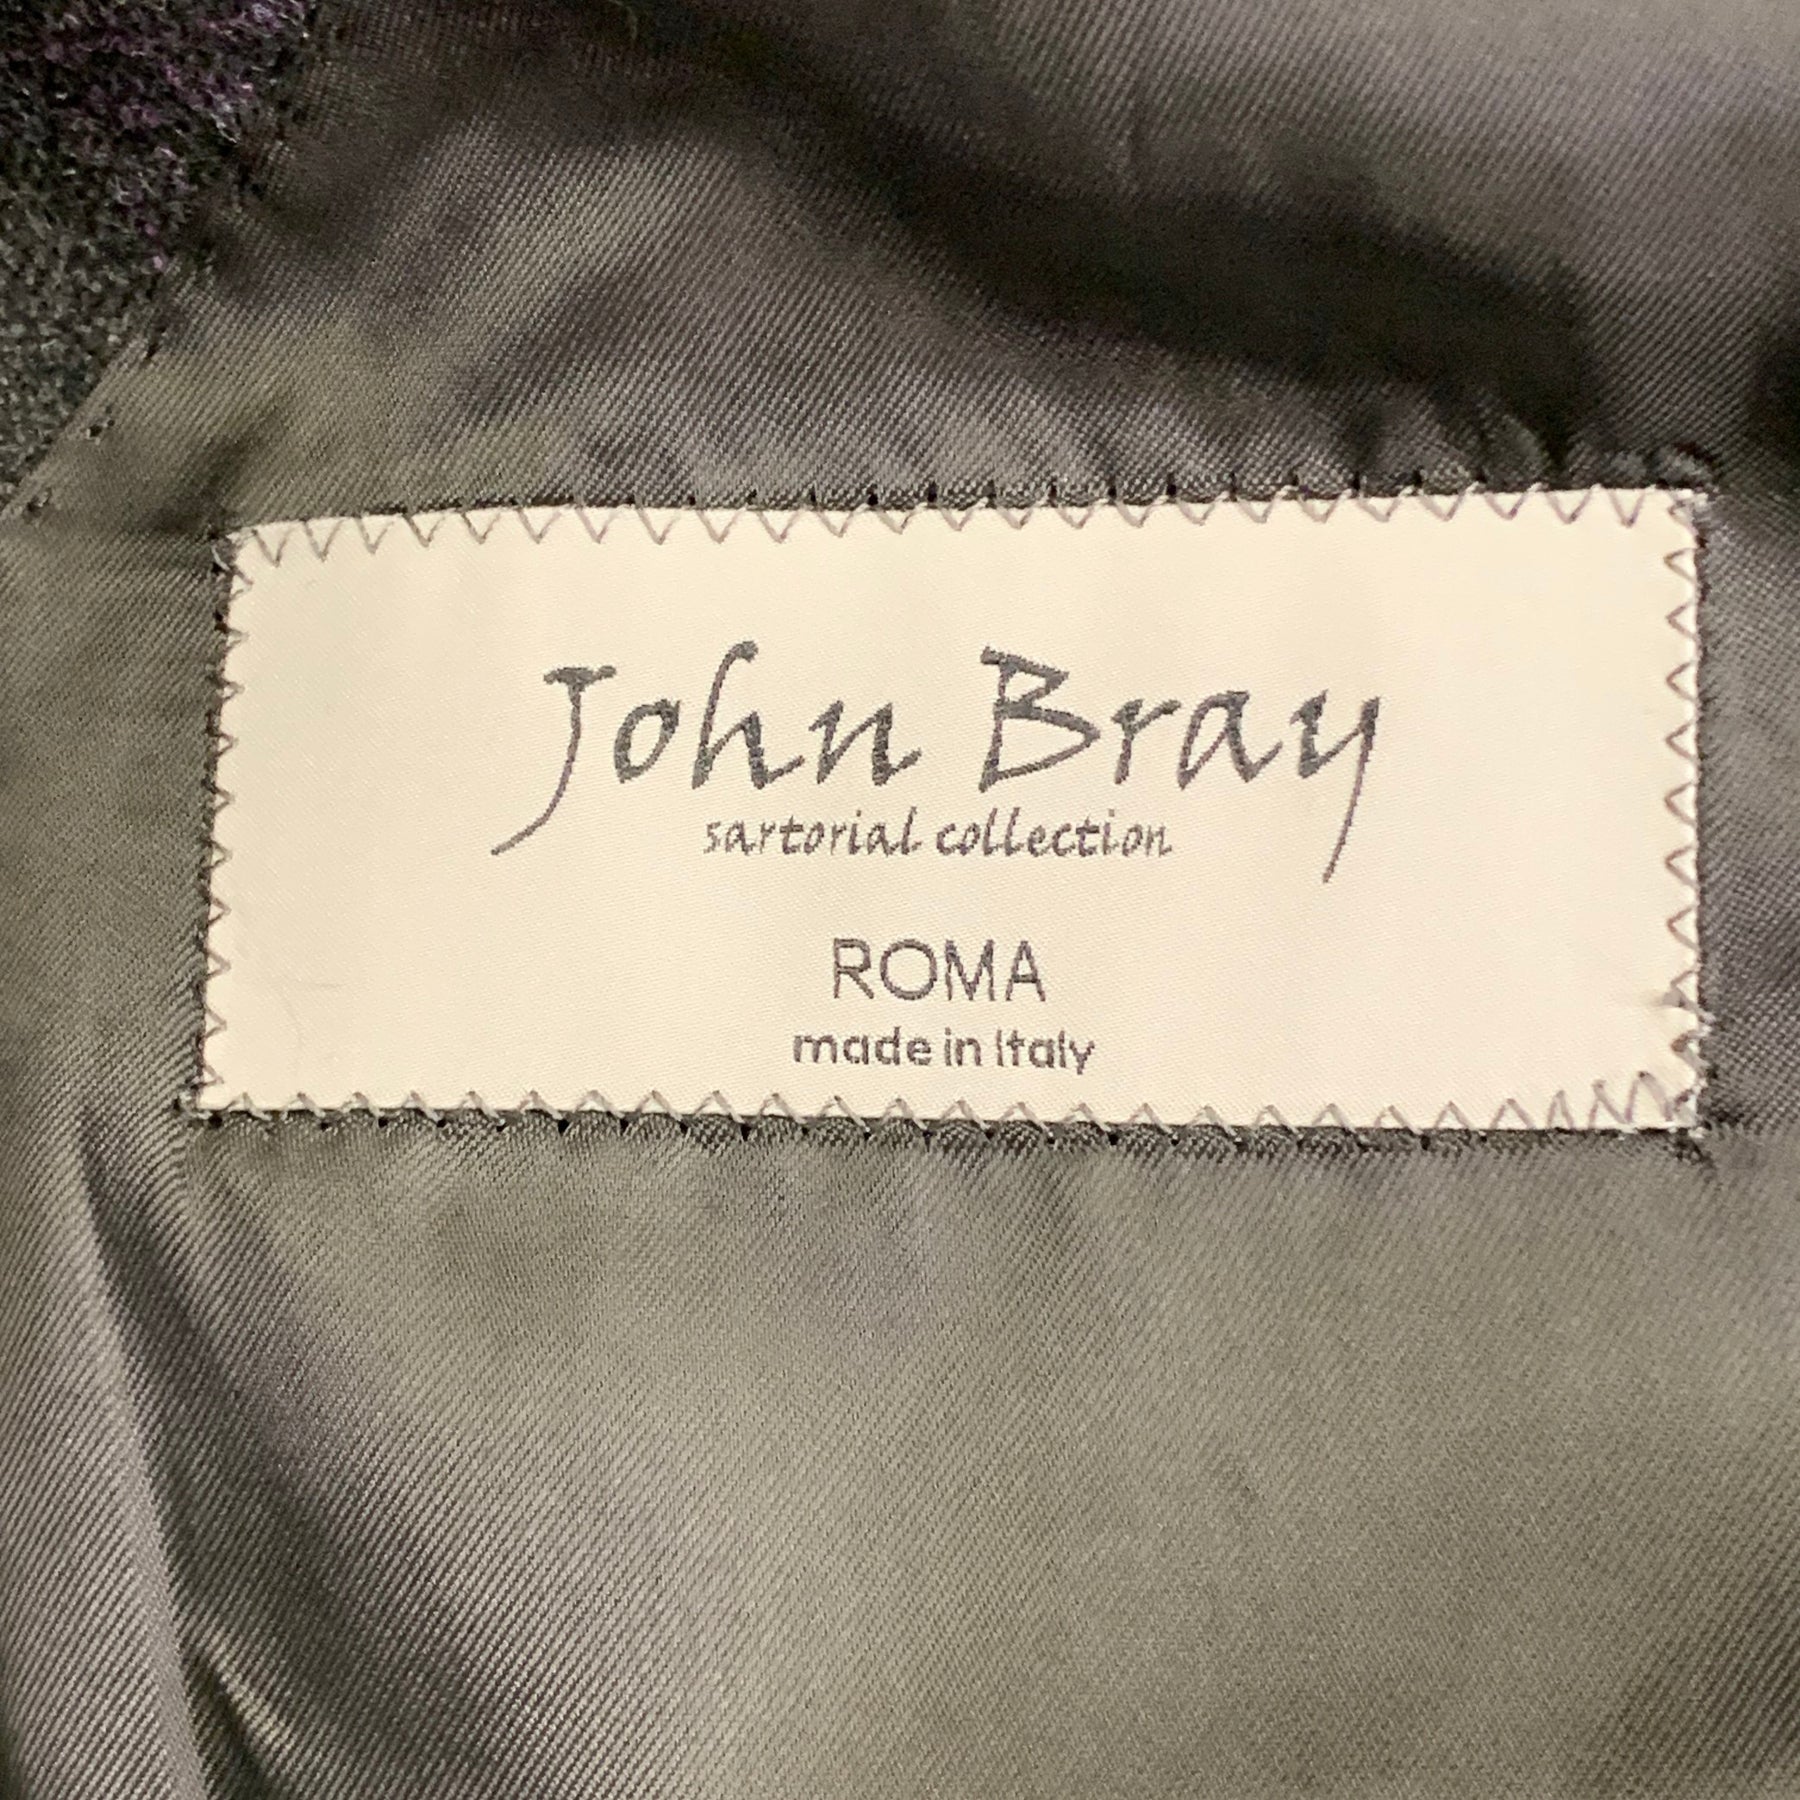 John Bray
sartorial collection
ROMA
made in Italy